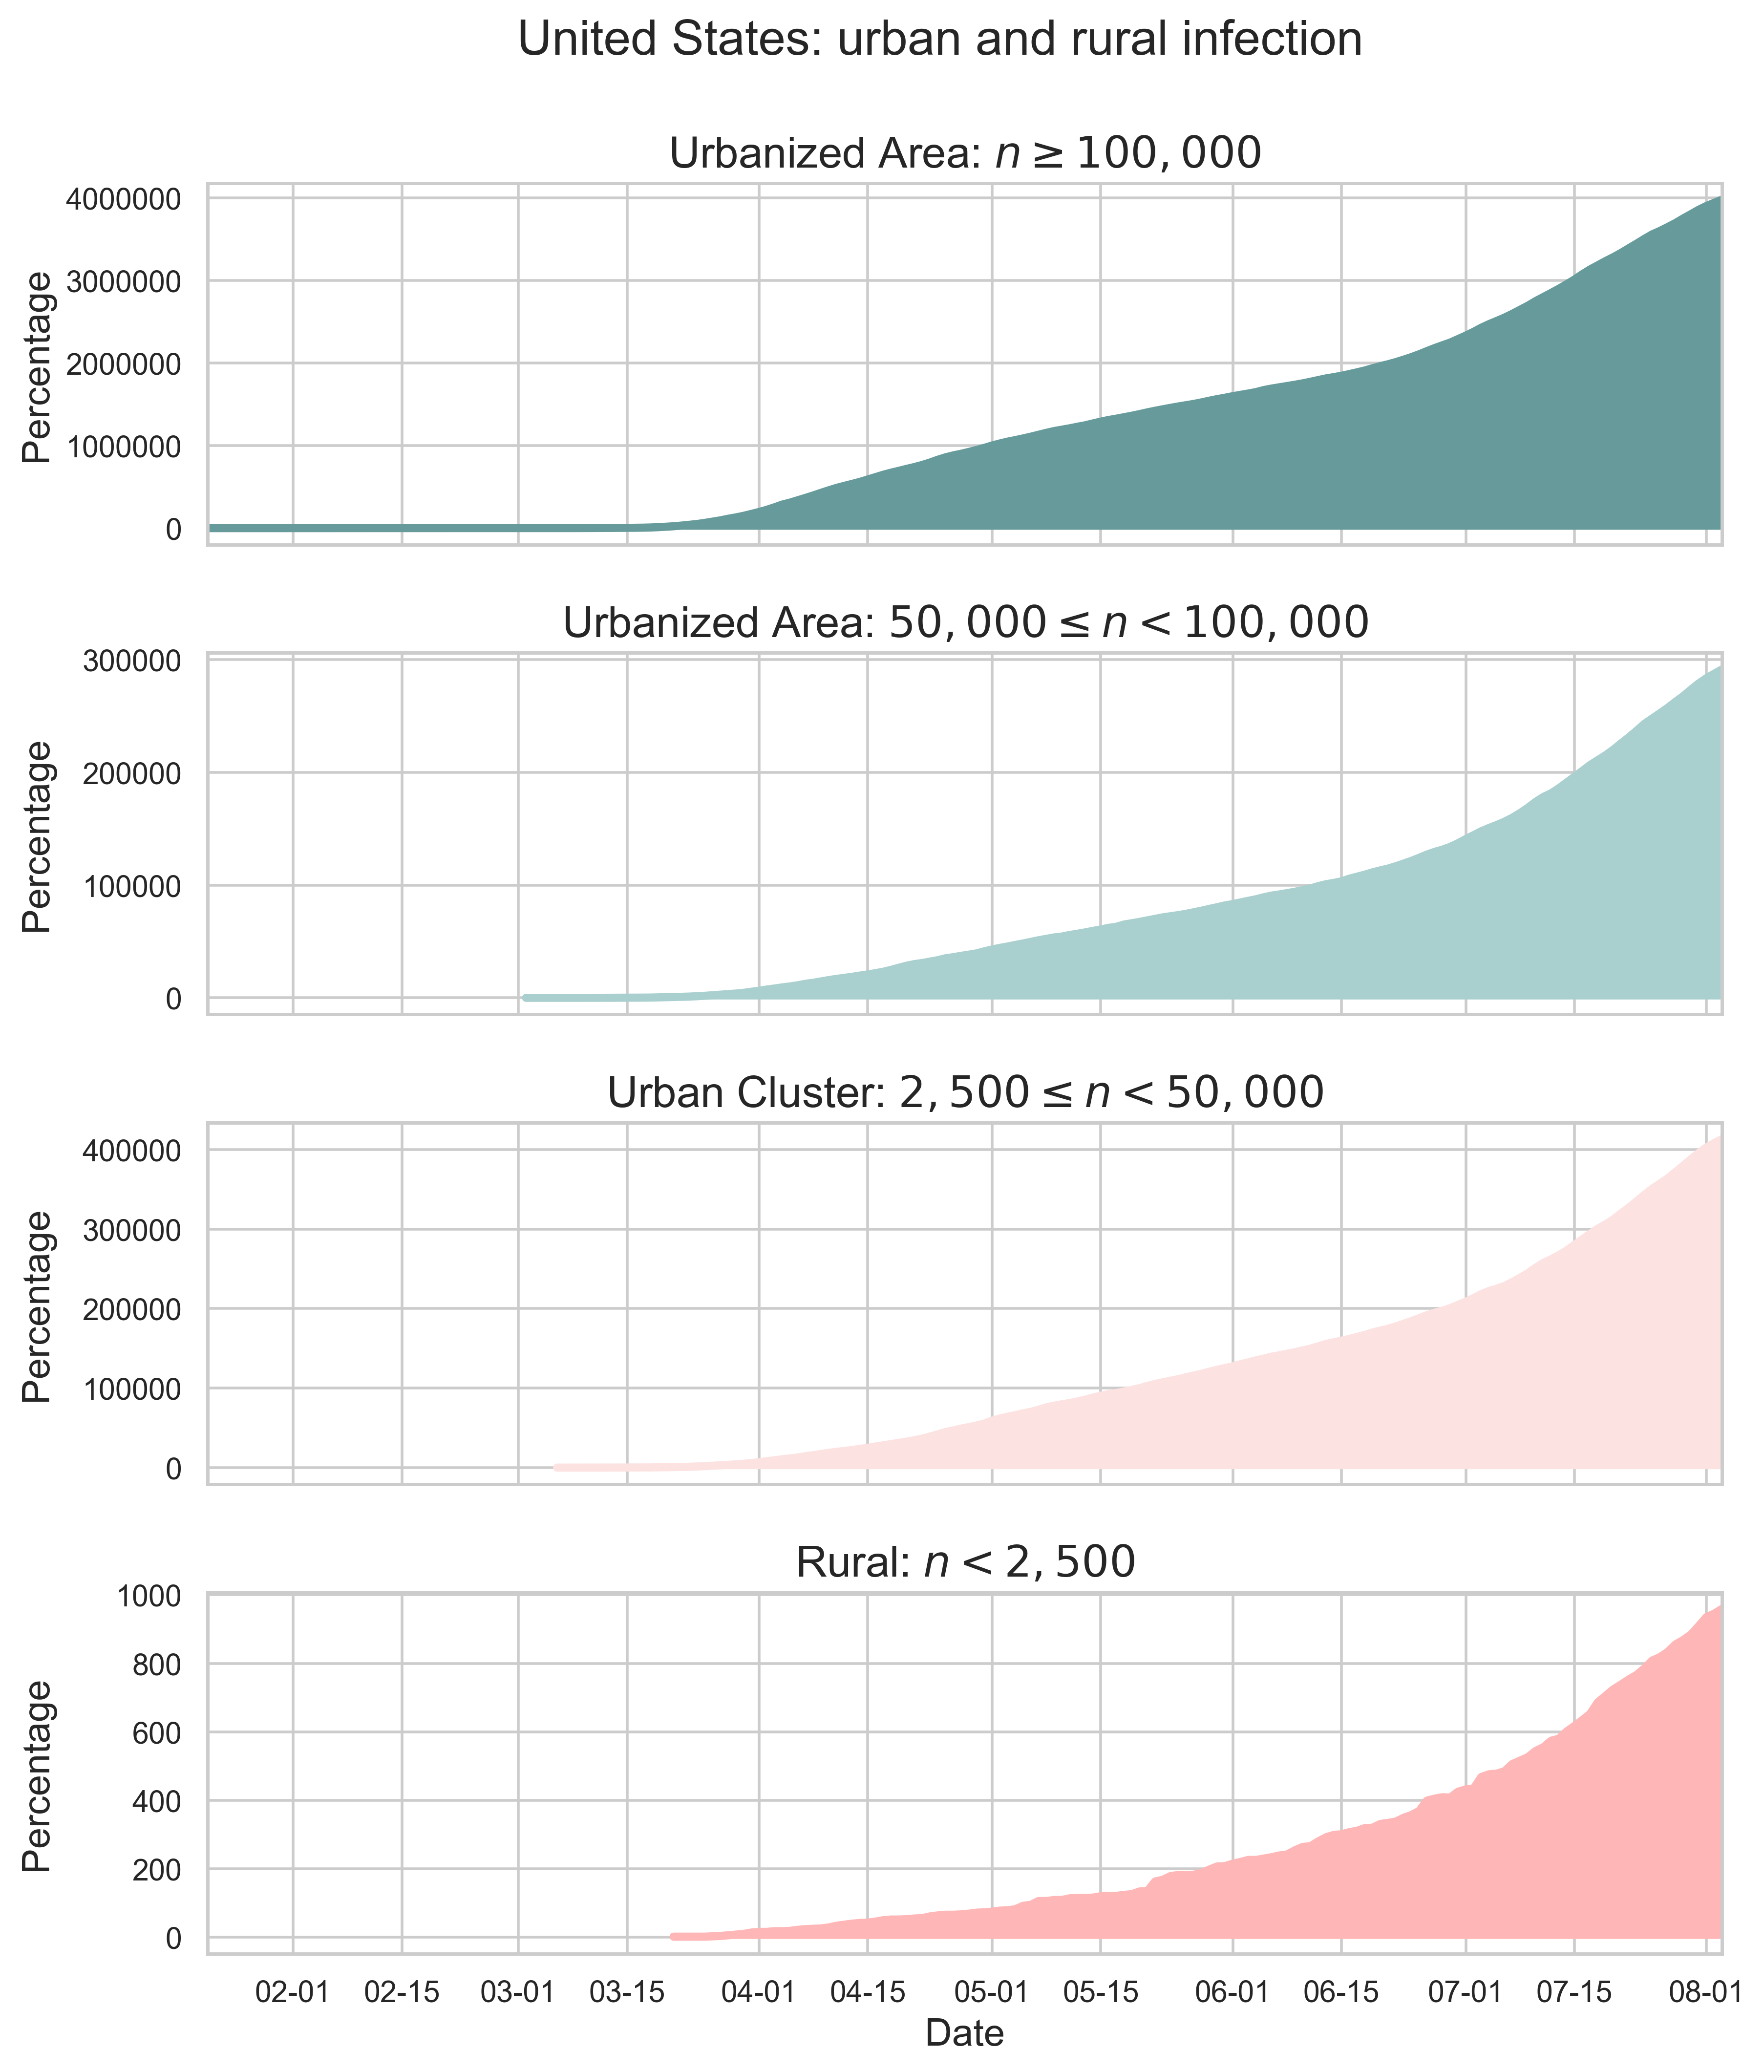 United States: urban and rural infection
Urbanized Area: n ≥ 100,000
Percentage
4000000
3000000
2000000
1000000
0
Urbanized Area: 50,000 ≤ n < 100,000
Percentage
300000
200000
100000
0
Urban Cluster: 2,500 ≤ n < 50,000
Percentage
400000
300000
200000
100000
0
Rural: n < 2,500
Percentage
1000
800
600
400
200
0
02-01 02-15 03-01 03-15 04-01 04-15 05-01 05-15 06-01 06-15 07-01 07-15 08-01
Date